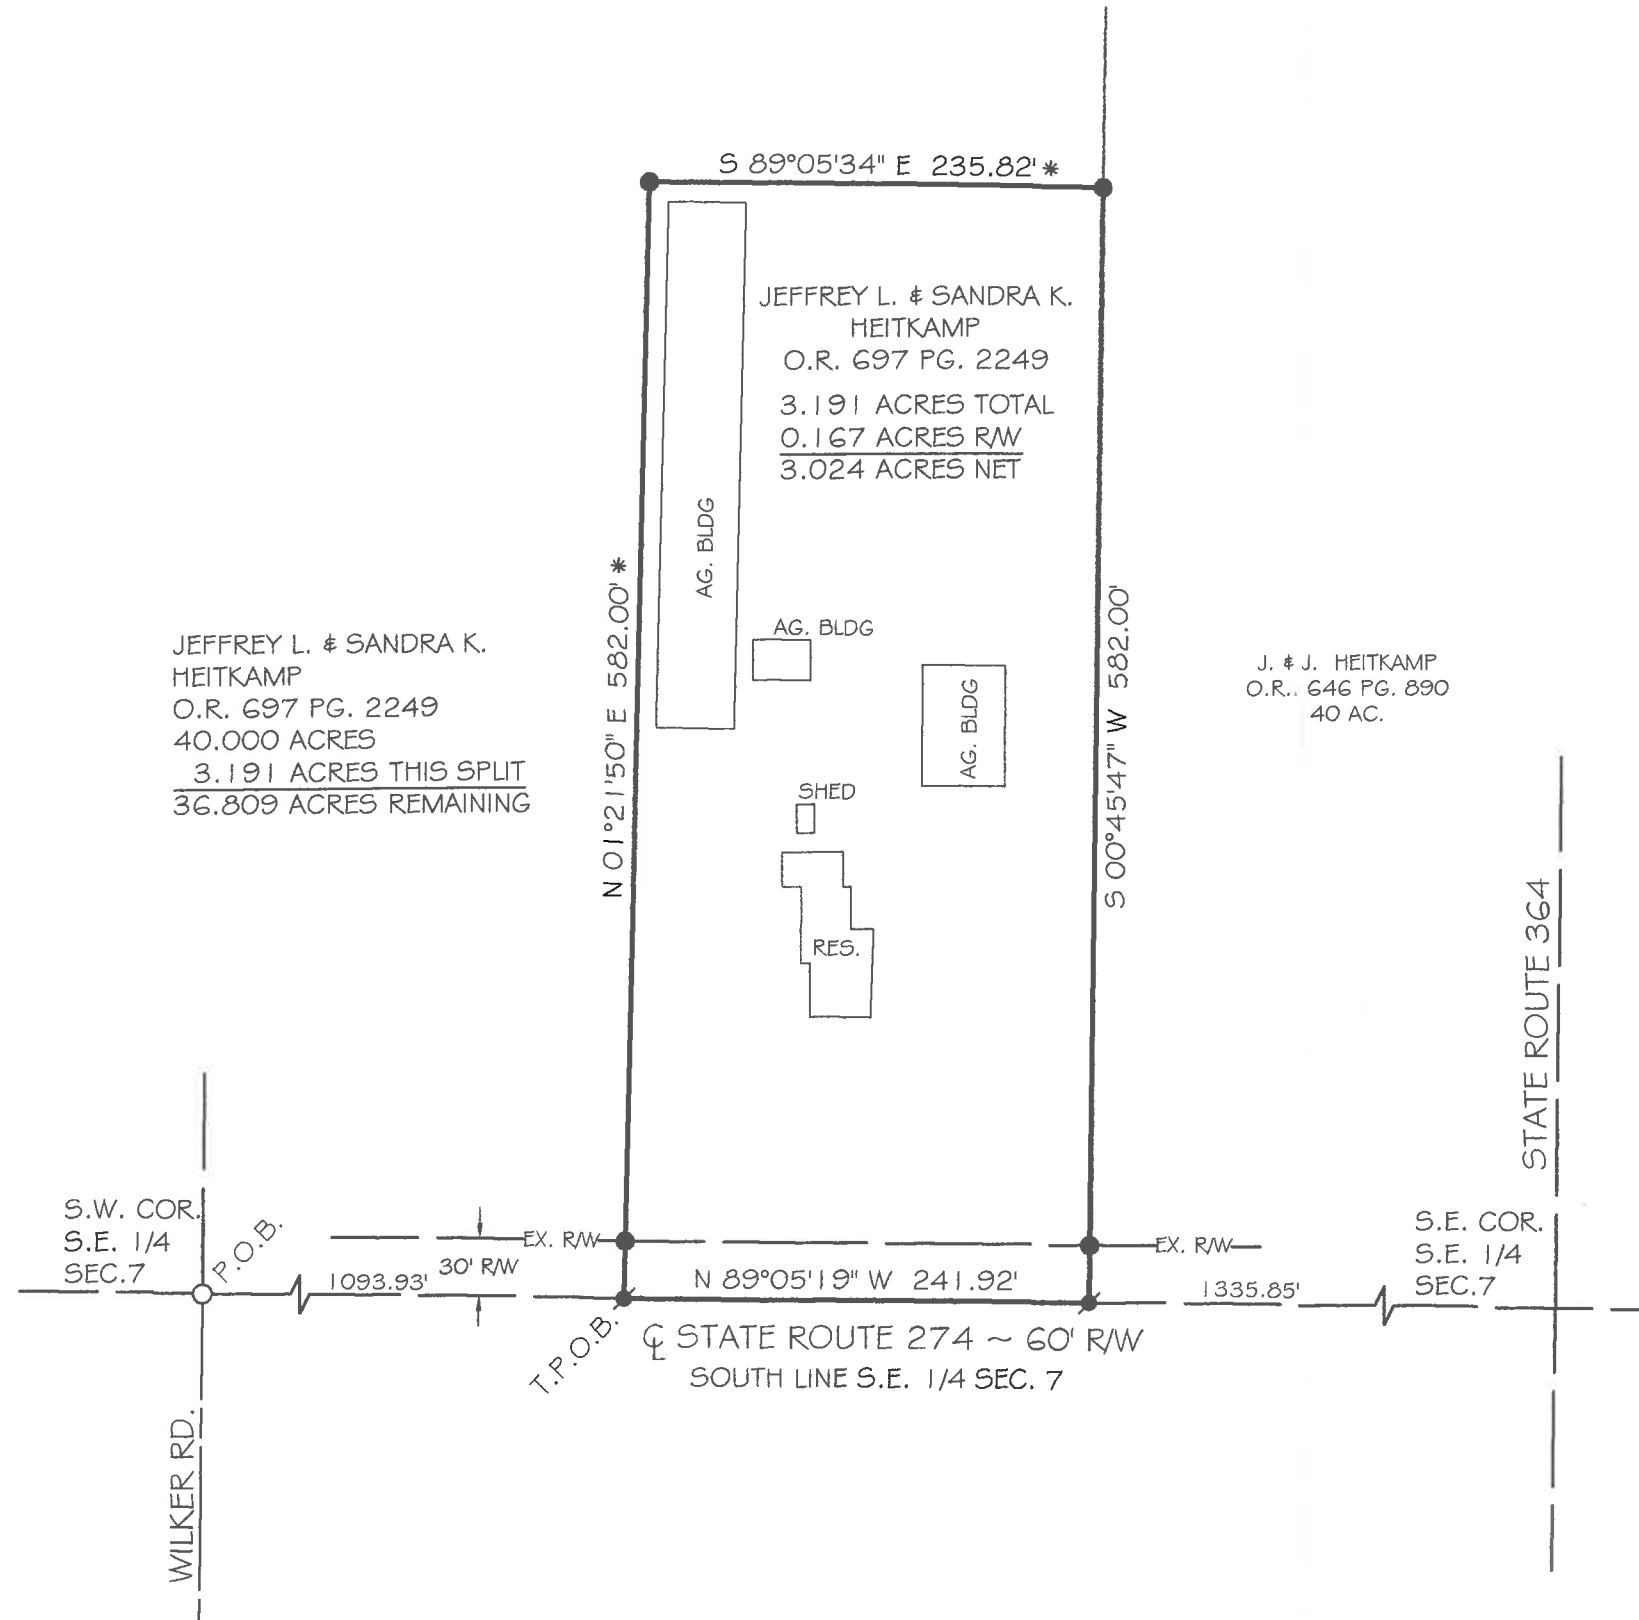 S 89°05'34" E 235.82' *
JEFFREY L. & SANDRA K.
HEITKAMP
O.R. 697 PG. 2249
3.191 ACRES TOTAL
0.167 ACRES R/W
3.024 ACRES NET
AG. BLDG
N 01°21'50" E 582.00' *
AG. BLDG
AG. BLDG
S 00°45'47" W 582.00'
JEFFREY L. & SANDRA K.
HEITKAMP
O.R. 697 PG. 2249
40.000 ACRES
3.191 ACRES THIS SPLIT
36.809 ACRES REMAINING
J. & J. HEITKAMP
O.R. 646 PG. 890
40 AC.
SHED
RES.
STATE ROUTE 364
S.W. COR.
S.E. 1/4
SEC.7
P.O.B.
EX. R/W
30' R/W
1093.93'
N 89°05'19" W 241.92'
EX. R/W
1335.85'
S.E. COR.
S.E. 1/4
SEC.7
T.P.O.B.
℄ STATE ROUTE 274 ~ 60' R/W
SOUTH LINE S.E. 1/4 SEC. 7
WILKER RD.